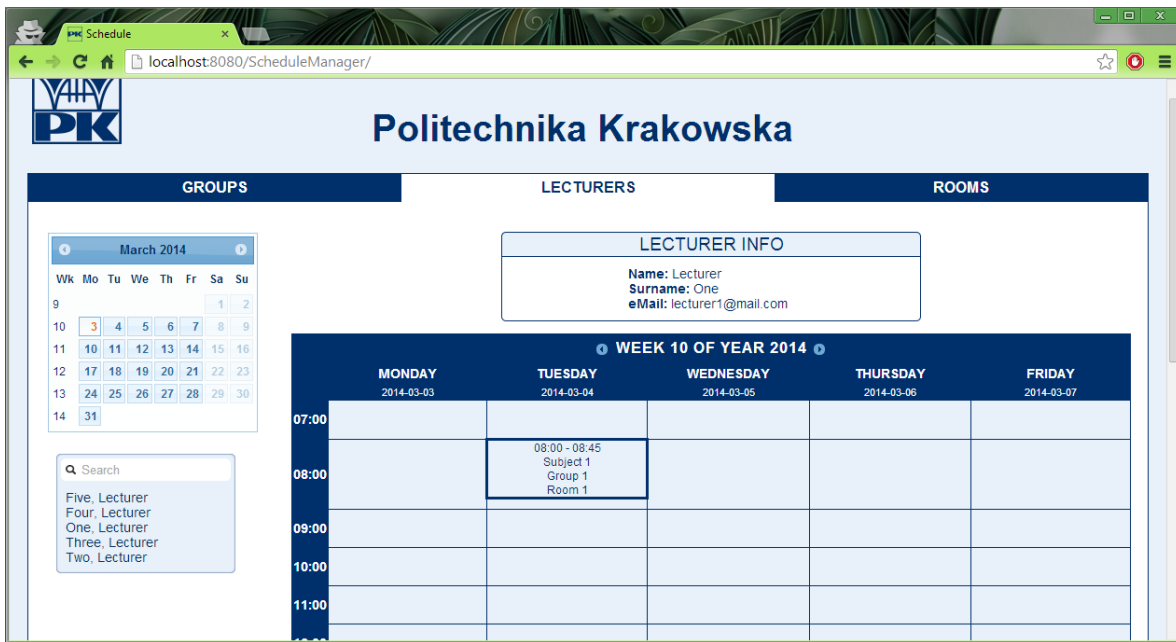 PK Schedule
localhost:8080/ScheduleManager/
PK
Politechnika Krakowska
GROUPS LECTURERS ROOMS
March 2014
Wk Mo Tu We Th Fr Sa Su
9 1 2
10 3 4 5 6 7 8 9
11 10 11 12 13 14 15 16
12 17 18 19 20 21 22 23
13 24 25 26 27 28 29 30
14 31
Search
Five, Lecturer
Four, Lecturer
One, Lecturer
Three, Lecturer
Two, Lecturer
LECTURER INFO
Name: Lecturer
Surname: One
eMail: lecturer1@mail.com
WEEK 10 OF YEAR 2014
MONDAY TUESDAY WEDNESDAY THURSDAY FRIDAY
2014-03-03 2014-03-04 2014-03-05 2014-03-06 2014-03-07
07:00
08:00
08:00 - 08:45
Subject 1
Group 1
Room 1
09:00
10:00
11:00